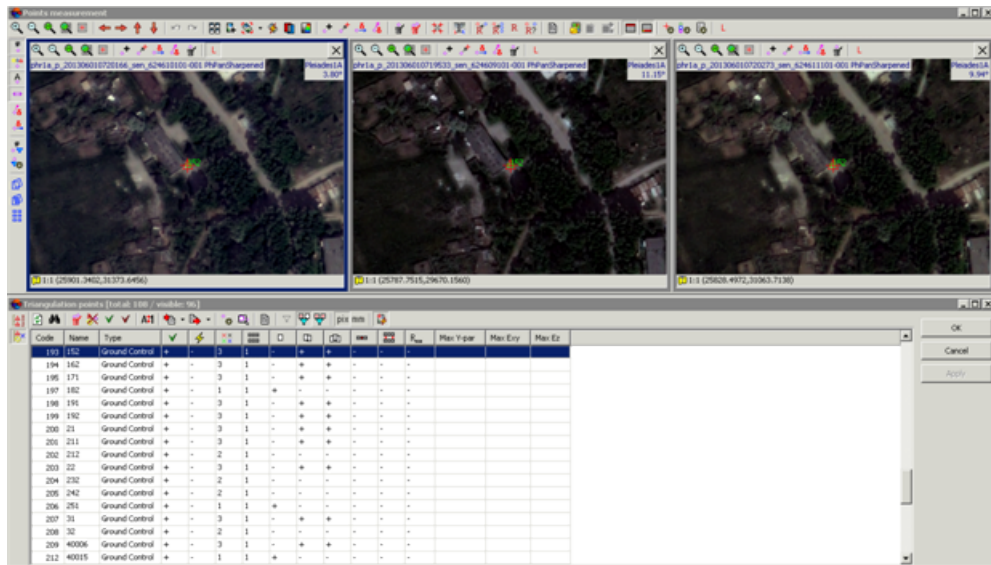 Points measurement
phr1a_p_201306010720166_sen_624610101-001 PhPanSharpened
Pleiades1A
3.80°
1:1 (25901.3402,31373.6456)
phr1a_p_201306010719533_sen_624609101-001 PhPanSharpened
Pleiades1A
11.15°
1:1 (25787.7515,29670.1560)
phr1a_p_201306010720273_sen_624611101-001 PhPanSharpened
Pleiades1A
9.94°
1:1 (25828.4972,31063.7138)
Triangulation points [total: 100 / visible: 96]
pix mm
Code Name Type Max Y-par Max Exy Max Ez
193 152 Ground Control + - 3 1 - + + - - -
194 162 Ground Control + - 3 1 - + + - - -
195 171 Ground Control + - 3 1 - + + - - -
197 182 Ground Control + - 1 1 + - - - - -
198 191 Ground Control + - 3 1 - + + - - -
199 192 Ground Control + - 3 1 - + + - - -
200 21 Ground Control + - 3 1 - + + - - -
201 211 Ground Control + - 3 1 - + + - - -
202 212 Ground Control + - 2 1 - - - - - -
203 22 Ground Control + - 3 1 - + + - - -
204 232 Ground Control + - 2 1 - - - - - -
205 242 Ground Control + - 2 1 - - - - - -
206 251 Ground Control + - 1 1 + - - - - -
207 31 Ground Control + - 3 1 - + + - - -
208 32 Ground Control + - 2 1 - - - - - -
209 40006 Ground Control + - 3 1 - + + - - -
212 40015 Ground Control + - 1 1 + - - - - -
OK
Cancel
Apply